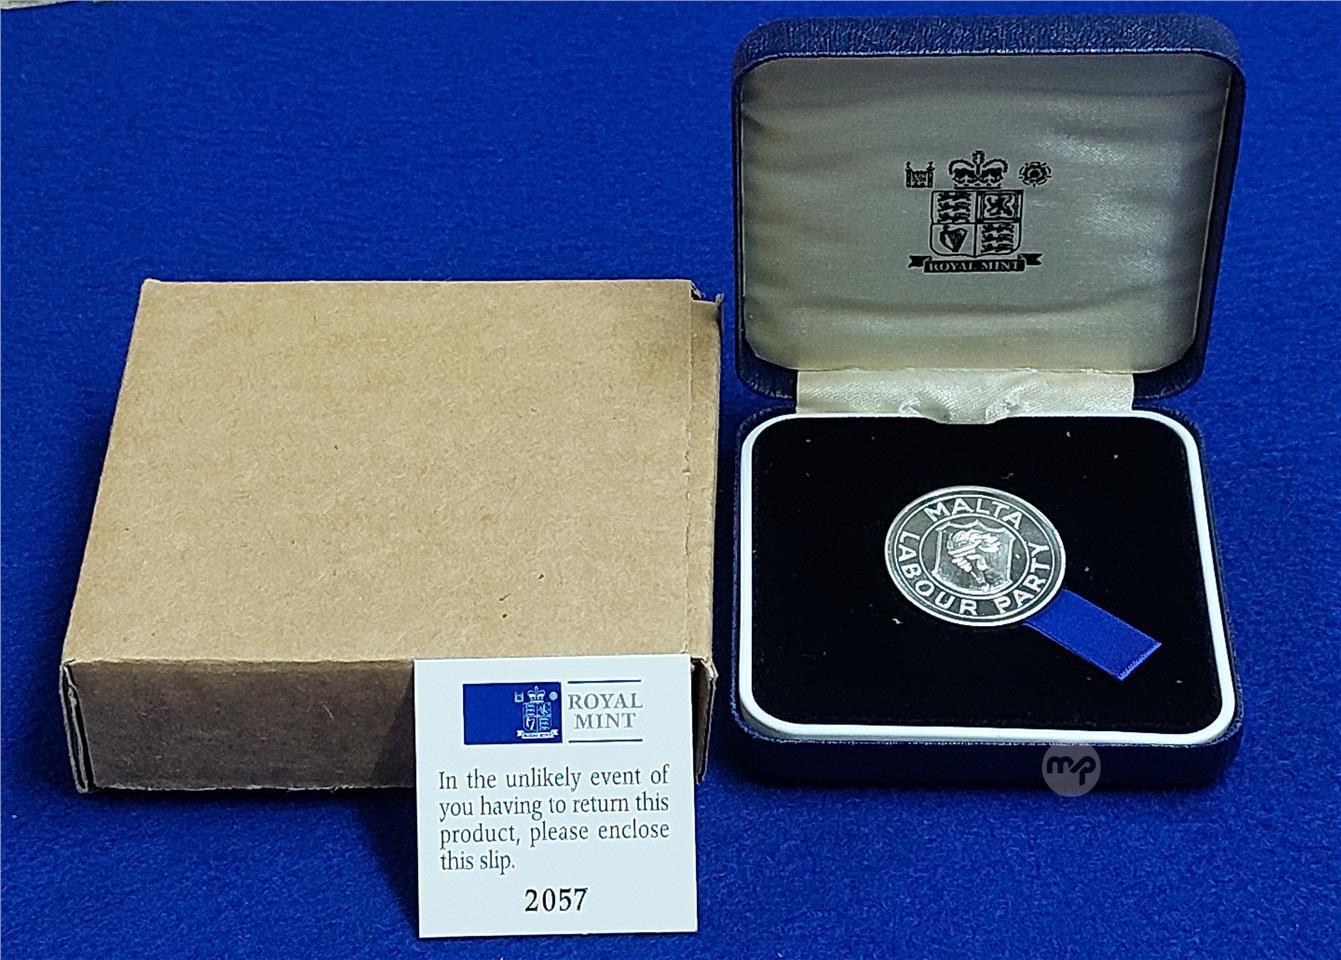 ROYAL MINT
MALTA
LABOUR PARTY
ROYAL
MINT
In the unlikely event of
you having to return this
product, please enclose
this slip.
2057
mp